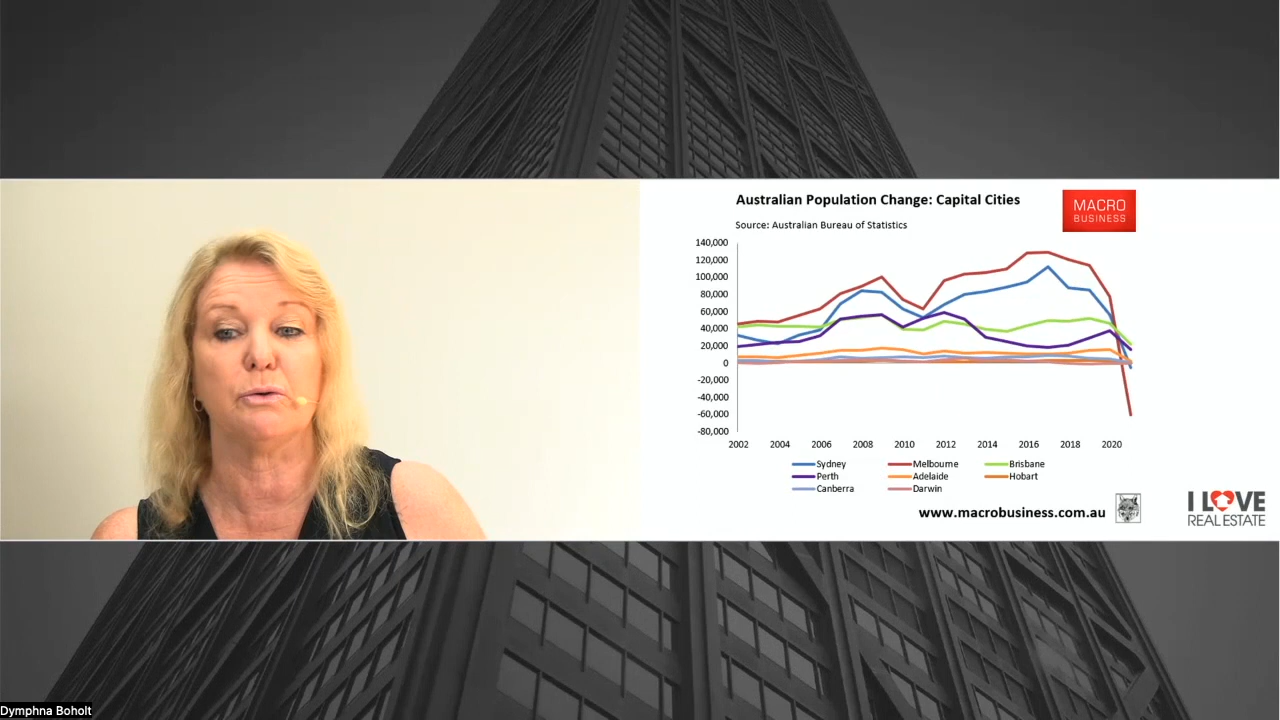 Australian Population Change: Capital Cities
MACRO
BUSINESS
Source: Australian Bureau of Statistics
140,000
120,000
100,000
80,000
60,000
40,000
20,000
0
-20,000
-40,000
-60,000
-80,000
2002 2004 2006 2008 2010 2012 2014 2016 2018 2020
Sydney Melbourne Brisbane
Perth Adelaide Hobart
Canberra Darwin
www.macrobusiness.com.au
I LOVE
REAL ESTATE
Dymphna Boholt